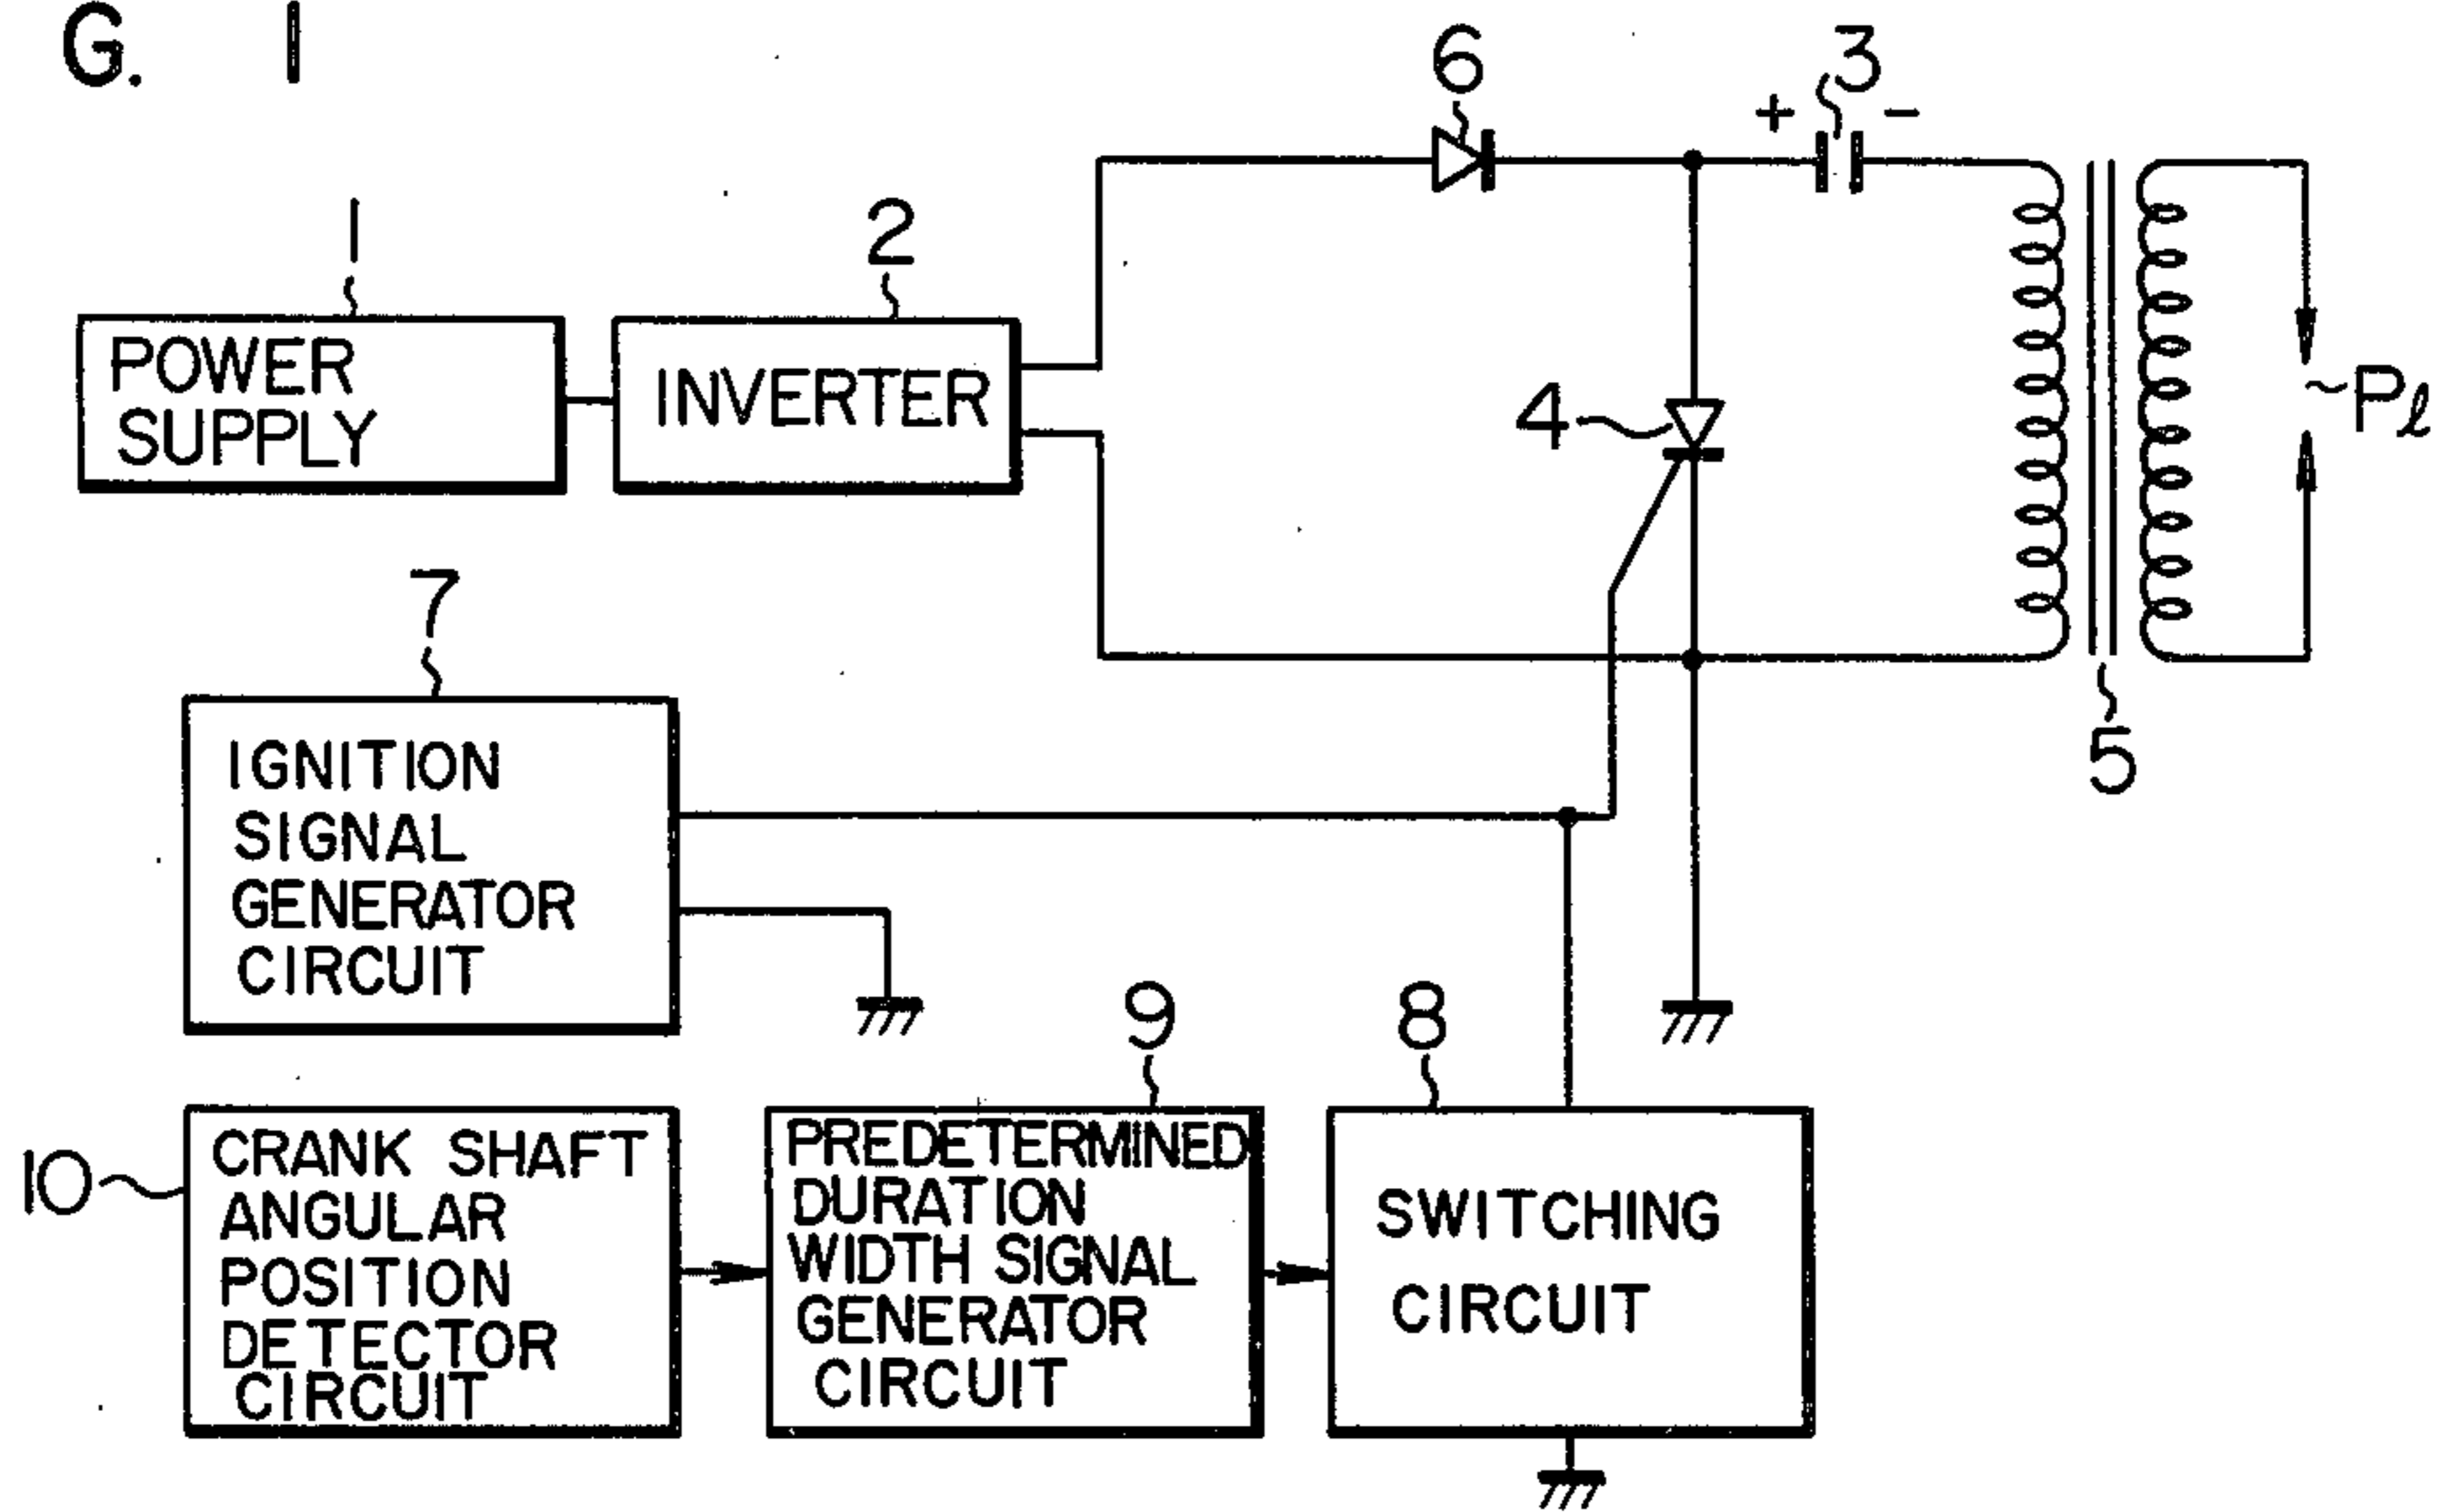 G. 1
6
+ 3 -
1
2
POWER
SUPPLY
INVERTER
4
Pℓ
7
5
IGNITION
SIGNAL
GENERATOR
CIRCUIT
9
8
10
CRANK SHAFT
ANGULAR
POSITION
DETECTOR
CIRCUIT
PREDETERMINED
DURATION
WIDTH SIGNAL
GENERATOR
CIRCUIT
SWITCHING
CIRCUIT